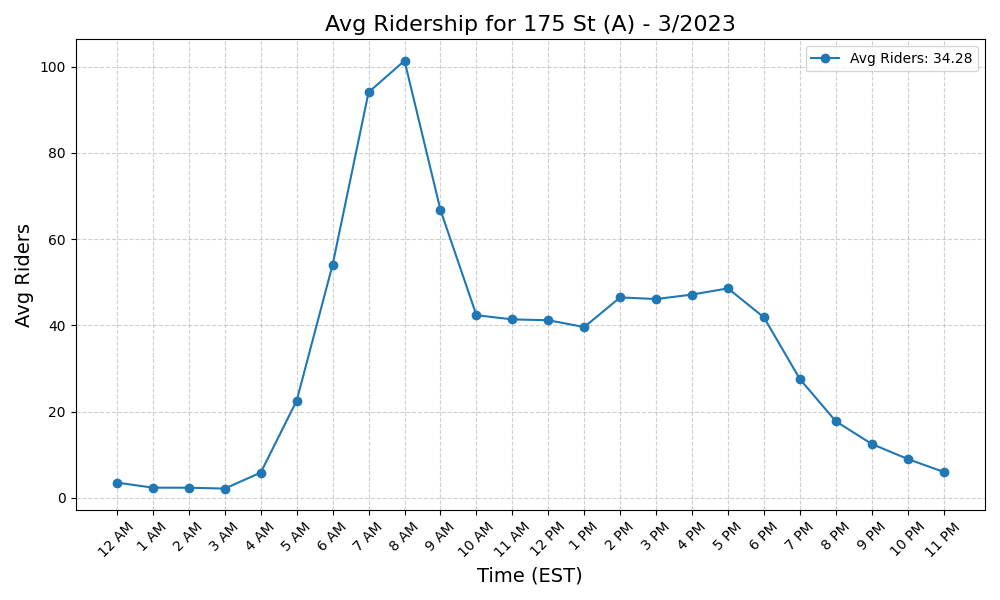 Avg Ridership for 175 St (A) - 3/2023
Avg Riders: 34.28
Avg Riders
100
80
60
40
20
0
12 AM
1 AM
2 AM
3 AM
4 AM
5 AM
6 AM
7 AM
8 AM
9 AM
10 AM
11 AM
12 PM
1 PM
2 PM
3 PM
4 PM
5 PM
6 PM
7 PM
8 PM
9 PM
10 PM
11 PM
Time (EST)